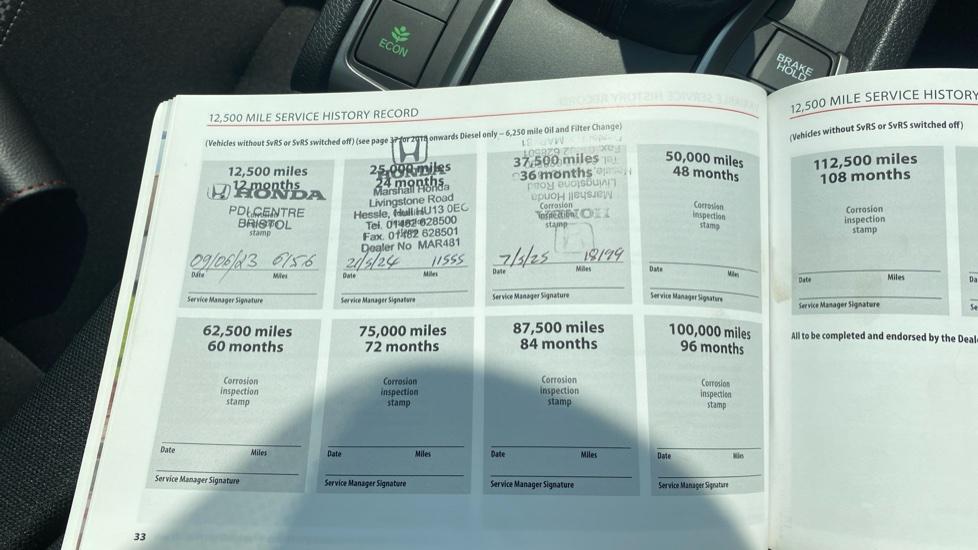 ECON
BRAKE HOLD
12,500 MILE SERVICE HISTORY RECORD
(Vehicles without SvRS or SvRS switched off) (see page 37 for 2018 onwards Diesel only – 6,250 mile Oil and Filter Change)
12,500 miles
12 months
HONDA
PDI CENTRE
BRISTOL
stamp
09/06/23 6156
Date Miles
Service Manager Signature
25,000 miles
24 months
HONDA
Marshall Honda
Livingstone Road
Hessle, Hull HU13 0EC
Tel. 01482 628500
Fax. 01482 628501
Dealer No MAR481
21/5/24 11555
Date Miles
Service Manager Signature
37,500 miles
36 months
Marshall Honda
Livingstone Road
Corrosion
inspection
stamp
7/5/25 18199
Date Miles
Service Manager Signature
50,000 miles
48 months
Corrosion
inspection
stamp
Date Miles
Service Manager Signature
62,500 miles
60 months
Corrosion
inspection
stamp
Date Miles
Service Manager Signature
75,000 miles
72 months
Corrosion
inspection
stamp
Date Miles
Service Manager Signature
87,500 miles
84 months
Corrosion
inspection
stamp
Date Miles
Service Manager Signature
100,000 miles
96 months
Corrosion
inspection
stamp
Date Miles
Service Manager Signature
33
12,500 MILE SERVICE HISTORY
(Vehicles without SvRS or SvRS switched off)
112,500 miles
108 months
Corrosion
inspection
stamp
Date Miles
Service Manager Signature
All to be completed and endorsed by the Deal